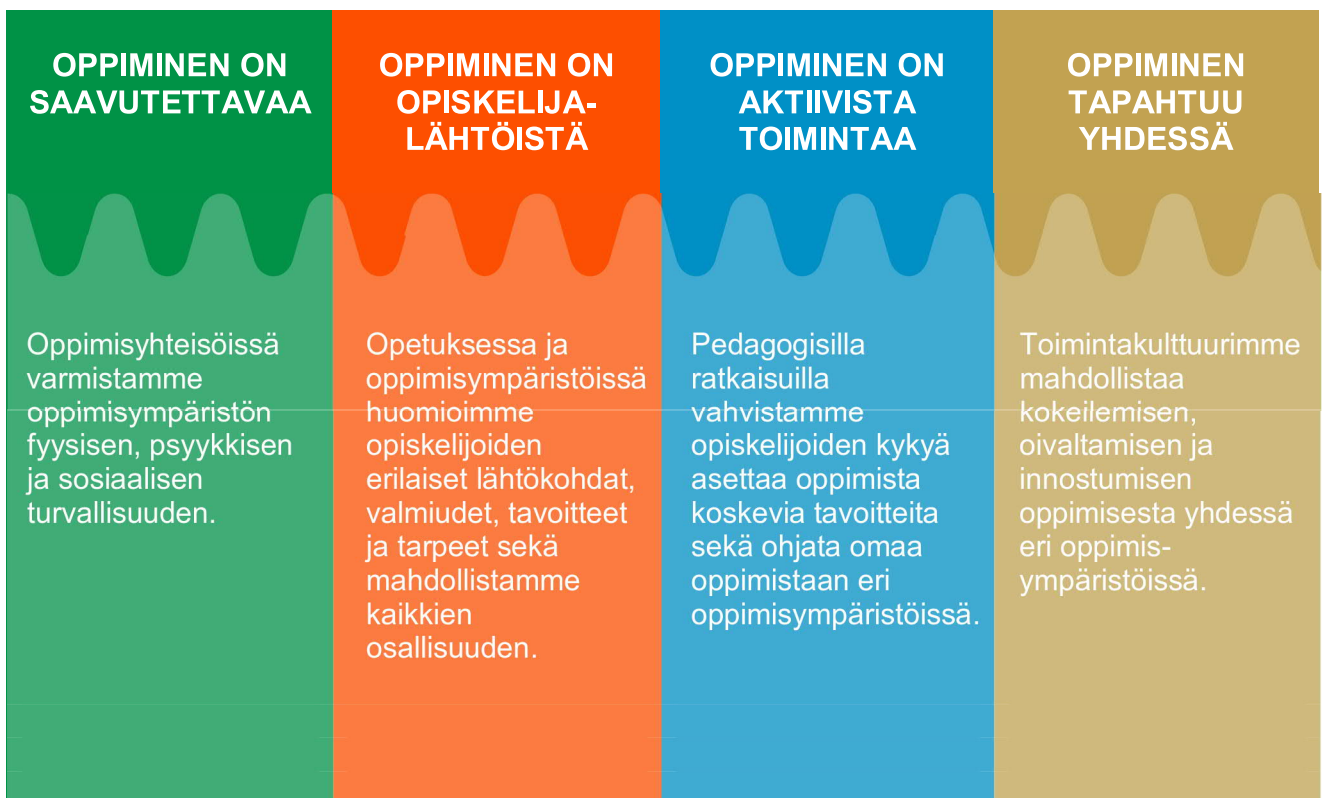 OPPIMINEN ON
SAAVUTETTAVAA
Oppimisyhteisöissä
varmistamme
oppimisympäristön
fyysisen, psyykkisen
ja sosiaalisen
turvallisuuden.
OPPIMINEN ON
OPISKELIJA-
LÄHTÖISTÄ
Opetuksessa ja
oppimisympäristöissä
huomioimme
opiskelijoiden
erilaiset lähtökohdat,
valmiudet, tavoitteet
ja tarpeet sekä
mahdollistamme
kaikkien
osallisuuden.
OPPIMINEN ON
AKTIIVISTA
TOIMINTAA
Pedagogisilla
ratkaisuilla
vahvistamme
opiskelijoiden kykyä
asettaa oppimista
koskevia tavoitteita
sekä ohjata omaa
oppimistaan eri
oppimisympäristöissä.
OPPIMINEN
TAPAHTUU
YHDESSÄ
Toimintakulttuurimme
mahdollistaa
kokeilemisen,
oivaltamisen ja
innostumisen
oppimisesta yhdessä
eri oppimis-
ympäristöissä.